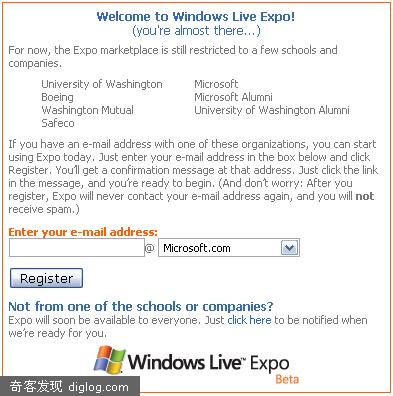 Welcome to Windows Live Expo!
(you're almost there...)
For now, the Expo marketplace is still restricted to a few schools and
companies.
University of Washington Microsoft
Boeing Microsoft Alumni
Washington Mutual University of Washington Alumni
Safeco
If you have an e-mail address with one of these organizations, you can start
using Expo today. Just enter your e-mail address in the box below and click
Register. You'll get a confirmation message at that address. Just click the link
in the message, and you're ready to begin. (And don't worry: After you
register, Expo will never contact your e-mail address again, and you will not
receive spam.)
Enter your e-mail address:
@ Microsoft.com
Register
Not from one of the schools or companies?
Expo will soon be available to everyone. Just click here to be notified when
we're ready for you.
Windows Live™ Expo
Beta
奇客发现 diglog.com